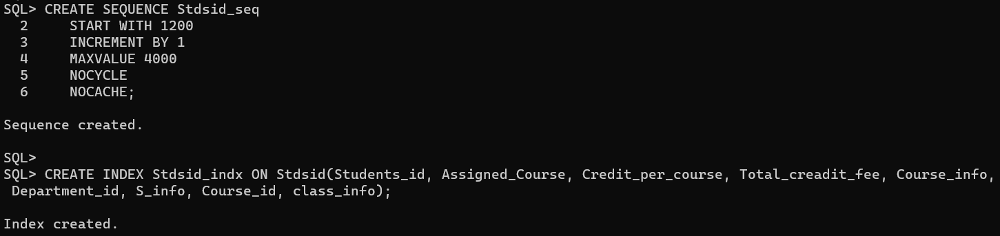 SQL> CREATE SEQUENCE Stdsid_seq
2 START WITH 1200
3 INCREMENT BY 1
4 MAXVALUE 4000
5 NOCYCLE
6 NOCACHE;
Sequence created.
SQL>
SQL> CREATE INDEX Stdsid_indx ON Stdsid(Students_id, Assigned_Course, Credit_per_course, Total_creadit_fee, Course_info,
Department_id, S_info, Course_id, class_info);
Index created.